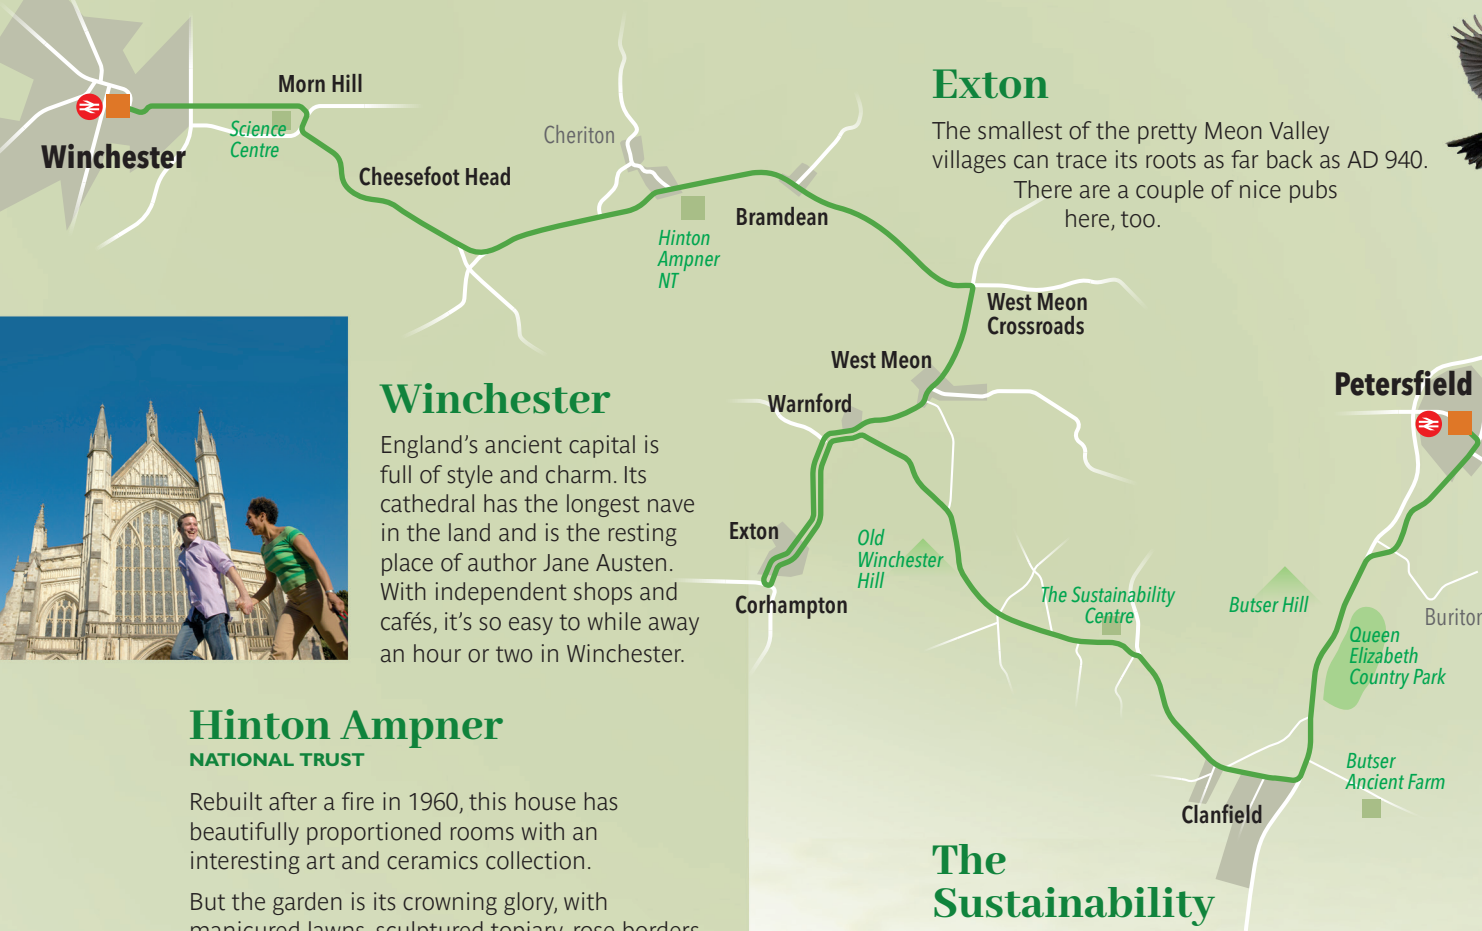 Morn Hill
Winchester
Science
Centre
Cheesefoot Head
Cheriton
Hinton
Ampner
NT
Bramdean
Exton
The smallest of the pretty Meon Valley
villages can trace its roots as far back as AD 940.
There are a couple of nice pubs
here, too.
West Meon
Crossroads
West Meon
Warnford
Petersfield
Winchester
England’s ancient capital is
full of style and charm. Its
cathedral has the longest nave
in the land and is the resting
place of author Jane Austen.
With independent shops and
cafés, it’s so easy to while away
an hour or two in Winchester.
Exton
Corhampton
Old
Winchester
Hill
The Sustainability
Centre
Butser Hill
Queen
Elizabeth
Country Park
Butser
Ancient Farm
Clanfield
Hinton Ampner
NATIONAL TRUST
Rebuilt after a fire in 1960, this house has
beautifully proportioned rooms with an
interesting art and ceramics collection.
But the garden is its crowning glory, with
manicured lawns, sculptured topiary, rose borders
The
Sustainability